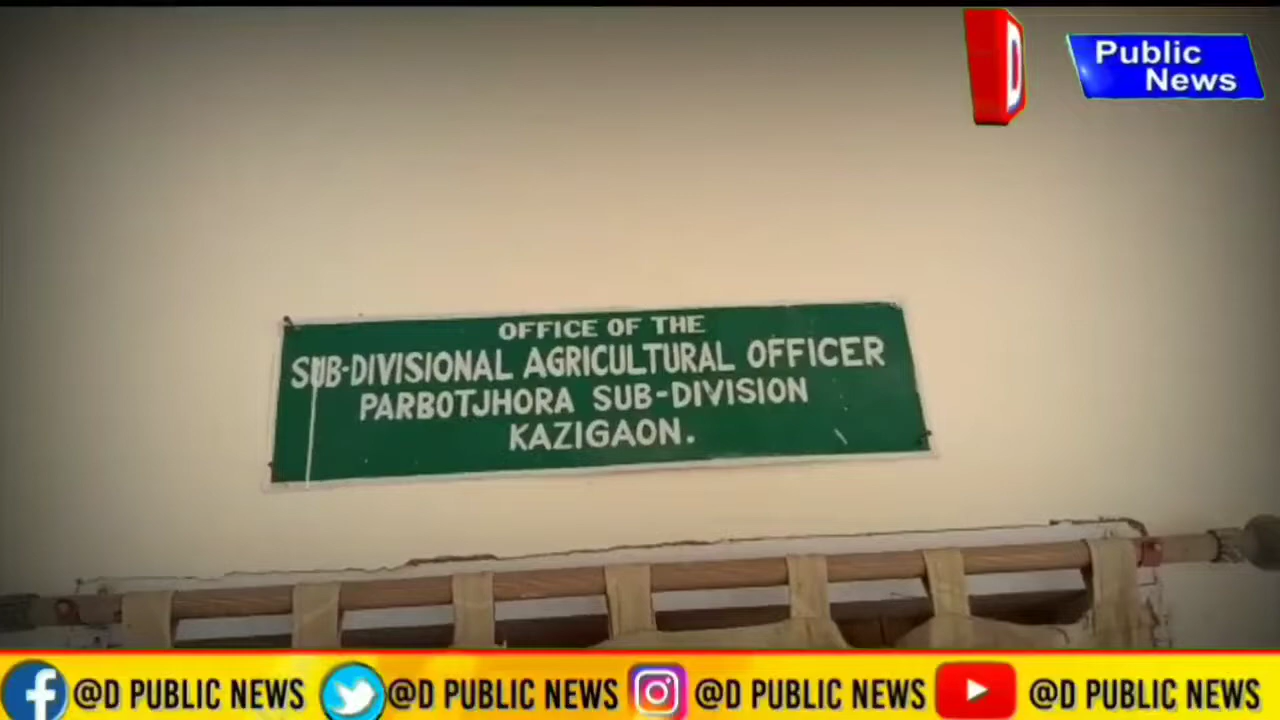 D
Public
News
OFFICE OF THE
SUB-DIVISIONAL AGRICULTURAL OFFICER
PARBOTJHORA SUB-DIVISION
KAZIGAON.
@D PUBLIC NEWS @D PUBLIC NEWS @D PUBLIC NEWS @D PUBLIC NEWS